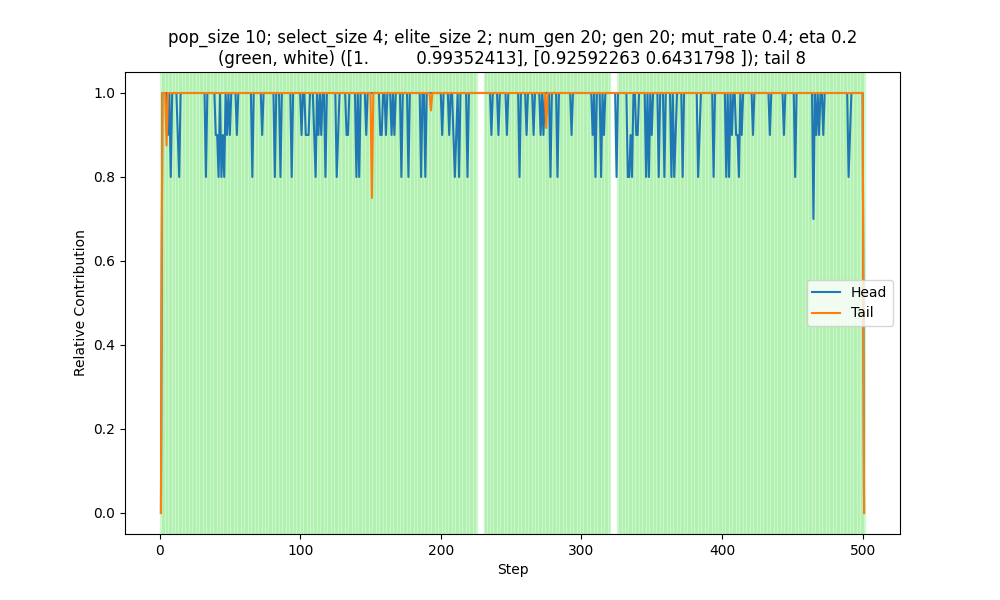 pop_size 10; select_size 4; elite_size 2; num_gen 20; gen 20; mut_rate 0.4; eta 0.2
(green, white) ([1.         0.99352413], [0.92592263 0.6431798 ]); tail 8
Relative Contribution
1.0
0.8
0.6
0.4
0.2
0.0
Head
Tail
0 100 200 300 400 500
Step